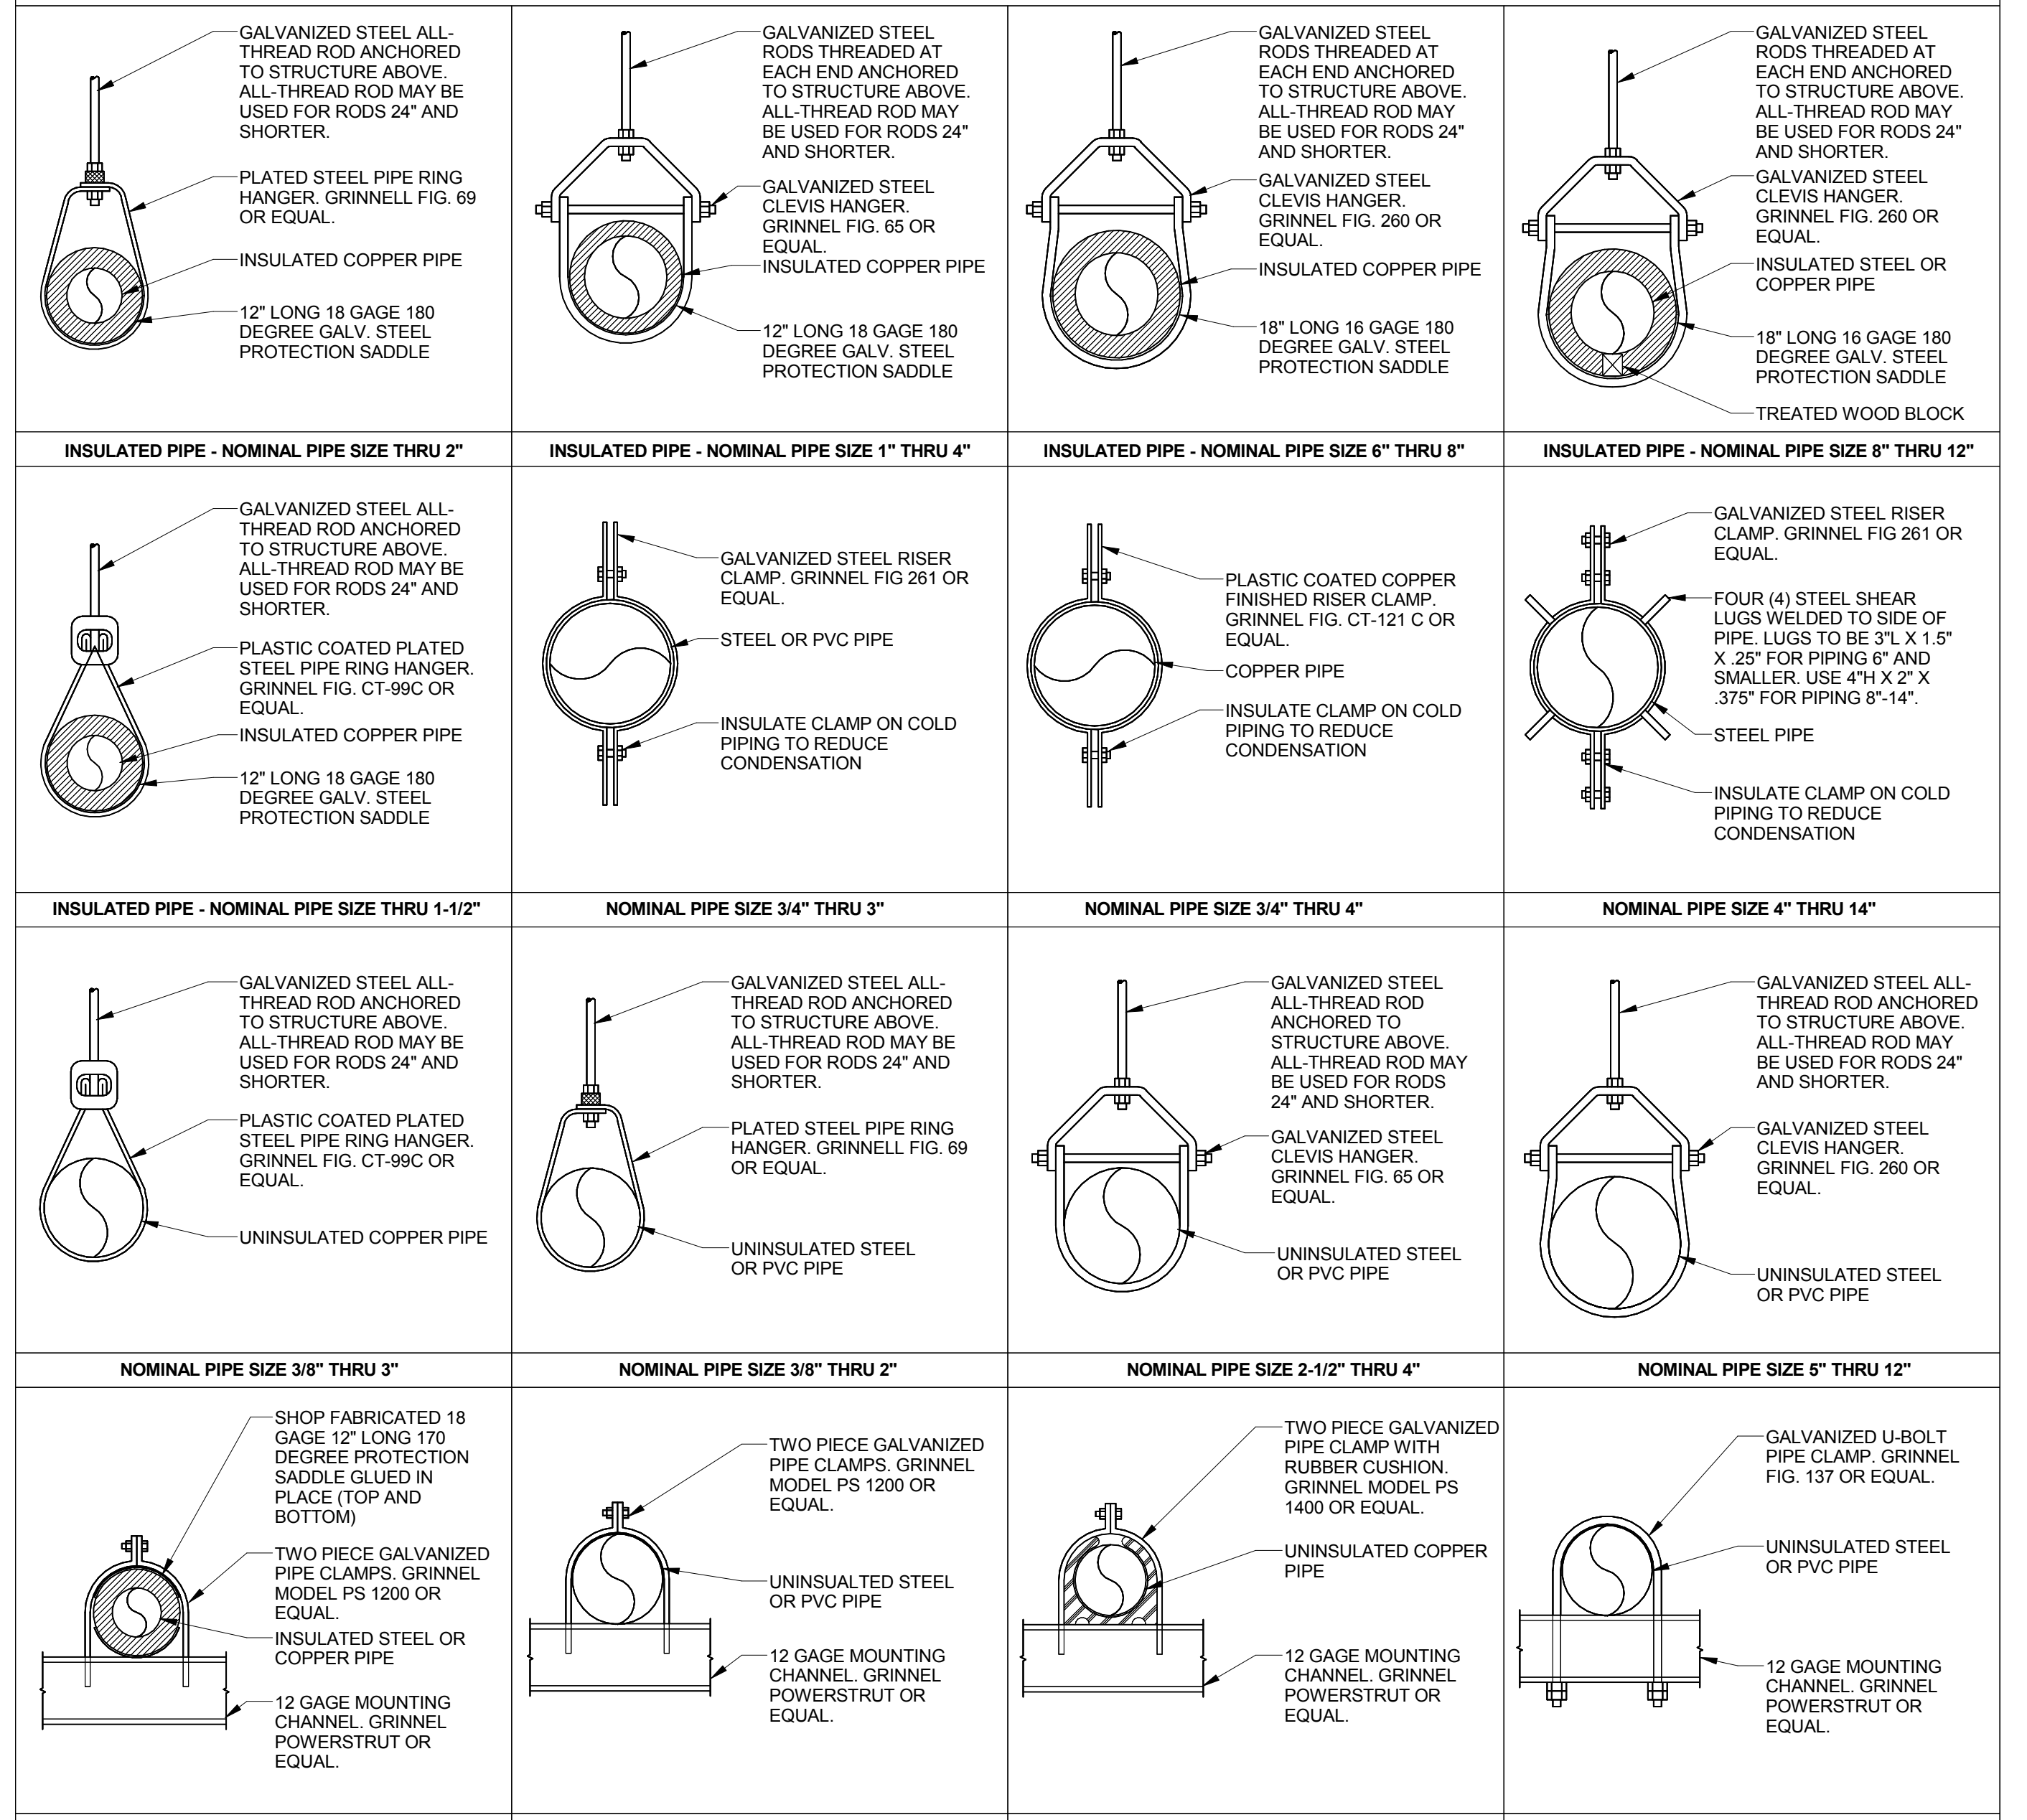 GALVANIZED STEEL ALL-
THREAD ROD ANCHORED
TO STRUCTURE ABOVE.
ALL-THREAD ROD MAY BE
USED FOR RODS 24" AND
SHORTER.
PLATED STEEL PIPE RING
HANGER. GRINNELL FIG. 69
OR EQUAL.
INSULATED COPPER PIPE
12" LONG 18 GAGE 180
DEGREE GALV. STEEL
PROTECTION SADDLE
INSULATED PIPE - NOMINAL PIPE SIZE THRU 2"
GALVANIZED STEEL
RODS THREADED AT
EACH END ANCHORED
TO STRUCTURE ABOVE.
ALL-THREAD ROD MAY
BE USED FOR RODS 24"
AND SHORTER.
GALVANIZED STEEL
CLEVIS HANGER.
GRINNEL FIG. 65 OR
EQUAL.
INSULATED COPPER PIPE
12" LONG 18 GAGE 180
DEGREE GALV. STEEL
PROTECTION SADDLE
INSULATED PIPE - NOMINAL PIPE SIZE 1" THRU 4"
GALVANIZED STEEL
RODS THREADED AT
EACH END ANCHORED
TO STRUCTURE ABOVE.
ALL-THREAD ROD MAY
BE USED FOR RODS 24"
AND SHORTER.
GALVANIZED STEEL
CLEVIS HANGER.
GRINNEL FIG. 260 OR
EQUAL.
INSULATED COPPER PIPE
18" LONG 16 GAGE 180
DEGREE GALV. STEEL
PROTECTION SADDLE
INSULATED PIPE - NOMINAL PIPE SIZE 6" THRU 8"
GALVANIZED STEEL
RODS THREADED AT
EACH END ANCHORED
TO STRUCTURE ABOVE.
ALL-THREAD ROD MAY
BE USED FOR RODS 24"
AND SHORTER.
GALVANIZED STEEL
CLEVIS HANGER.
GRINNEL FIG. 260 OR
EQUAL.
INSULATED STEEL OR
COPPER PIPE
18" LONG 16 GAGE 180
DEGREE GALV. STEEL
PROTECTION SADDLE
TREATED WOOD BLOCK
INSULATED PIPE - NOMINAL PIPE SIZE 8" THRU 12"
GALVANIZED STEEL ALL-
THREAD ROD ANCHORED
TO STRUCTURE ABOVE.
ALL-THREAD ROD MAY BE
USED FOR RODS 24" AND
SHORTER.
PLASTIC COATED PLATED
STEEL PIPE RING HANGER.
GRINNEL FIG. CT-99C OR
EQUAL.
INSULATED COPPER PIPE
12" LONG 18 GAGE 180
DEGREE GALV. STEEL
PROTECTION SADDLE
INSULATED PIPE - NOMINAL PIPE SIZE THRU 1-1/2"
GALVANIZED STEEL RISER
CLAMP. GRINNEL FIG 261 OR
EQUAL.
STEEL OR PVC PIPE
INSULATE CLAMP ON COLD
PIPING TO REDUCE
CONDENSATION
NOMINAL PIPE SIZE 3/4" THRU 3"
PLASTIC COATED COPPER
FINISHED RISER CLAMP.
GRINNEL FIG. CT-121 C OR
EQUAL.
COPPER PIPE
INSULATE CLAMP ON COLD
PIPING TO REDUCE
CONDENSATION
NOMINAL PIPE SIZE 3/4" THRU 4"
GALVANIZED STEEL RISER
CLAMP. GRINNEL FIG 261 OR
EQUAL.
FOUR (4) STEEL SHEAR
LUGS WELDED TO SIDE OF
PIPE. LUGS TO BE 3"L X 1.5"
X .25" FOR PIPING 6" AND
SMALLER. USE 4"H X 2" X
.375" FOR PIPING 8"-14".
STEEL PIPE
INSULATE CLAMP ON COLD
PIPING TO REDUCE
CONDENSATION
NOMINAL PIPE SIZE 4" THRU 14"
GALVANIZED STEEL ALL-
THREAD ROD ANCHORED
TO STRUCTURE ABOVE.
ALL-THREAD ROD MAY BE
USED FOR RODS 24" AND
SHORTER.
PLASTIC COATED PLATED
STEEL PIPE RING HANGER.
GRINNEL FIG. CT-99C OR
EQUAL.
UNINSULATED COPPER PIPE
NOMINAL PIPE SIZE 3/8" THRU 3"
GALVANIZED STEEL ALL-
THREAD ROD ANCHORED
TO STRUCTURE ABOVE.
ALL-THREAD ROD MAY BE
USED FOR RODS 24" AND
SHORTER.
PLATED STEEL PIPE RING
HANGER. GRINNELL FIG. 69
OR EQUAL.
UNINSULATED STEEL
OR PVC PIPE
NOMINAL PIPE SIZE 3/8" THRU 2"
GALVANIZED STEEL
ALL-THREAD ROD
ANCHORED TO
STRUCTURE ABOVE.
ALL-THREAD ROD MAY
BE USED FOR RODS
24" AND SHORTER.
GALVANIZED STEEL
CLEVIS HANGER.
GRINNEL FIG. 65 OR
EQUAL.
UNINSULATED STEEL
OR PVC PIPE
NOMINAL PIPE SIZE 2-1/2" THRU 4"
GALVANIZED STEEL ALL-
THREAD ROD ANCHORED
TO STRUCTURE ABOVE.
ALL-THREAD ROD MAY
BE USED FOR RODS 24"
AND SHORTER.
GALVANIZED STEEL
CLEVIS HANGER.
GRINNEL FIG. 260 OR
EQUAL.
UNINSULATED STEEL
OR PVC PIPE
NOMINAL PIPE SIZE 5" THRU 12"
SHOP FABRICATED 18
GAGE 12" LONG 170
DEGREE PROTECTION
SADDLE GLUED IN
PLACE (TOP AND
BOTTOM)
TWO PIECE GALVANIZED
PIPE CLAMPS. GRINNEL
MODEL PS 1200 OR
EQUAL.
INSULATED STEEL OR
COPPER PIPE
12 GAGE MOUNTING
CHANNEL. GRINNEL
POWERSTRUT OR
EQUAL.
TWO PIECE GALVANIZED
PIPE CLAMPS. GRINNEL
MODEL PS 1200 OR
EQUAL.
UNINSUALTED STEEL
OR PVC PIPE
12 GAGE MOUNTING
CHANNEL. GRINNEL
POWERSTRUT OR
EQUAL.
TWO PIECE GALVANIZED
PIPE CLAMP WITH
RUBBER CUSHION.
GRINNEL MODEL PS
1400 OR EQUAL.
UNINSULATED COPPER
PIPE
12 GAGE MOUNTING
CHANNEL. GRINNEL
POWERSTRUT OR
EQUAL.
GALVANIZED U-BOLT
PIPE CLAMP. GRINNEL
FIG. 137 OR EQUAL.
UNINSULATED STEEL
OR PVC PIPE
12 GAGE MOUNTING
CHANNEL. GRINNEL
POWERSTRUT OR
EQUAL.